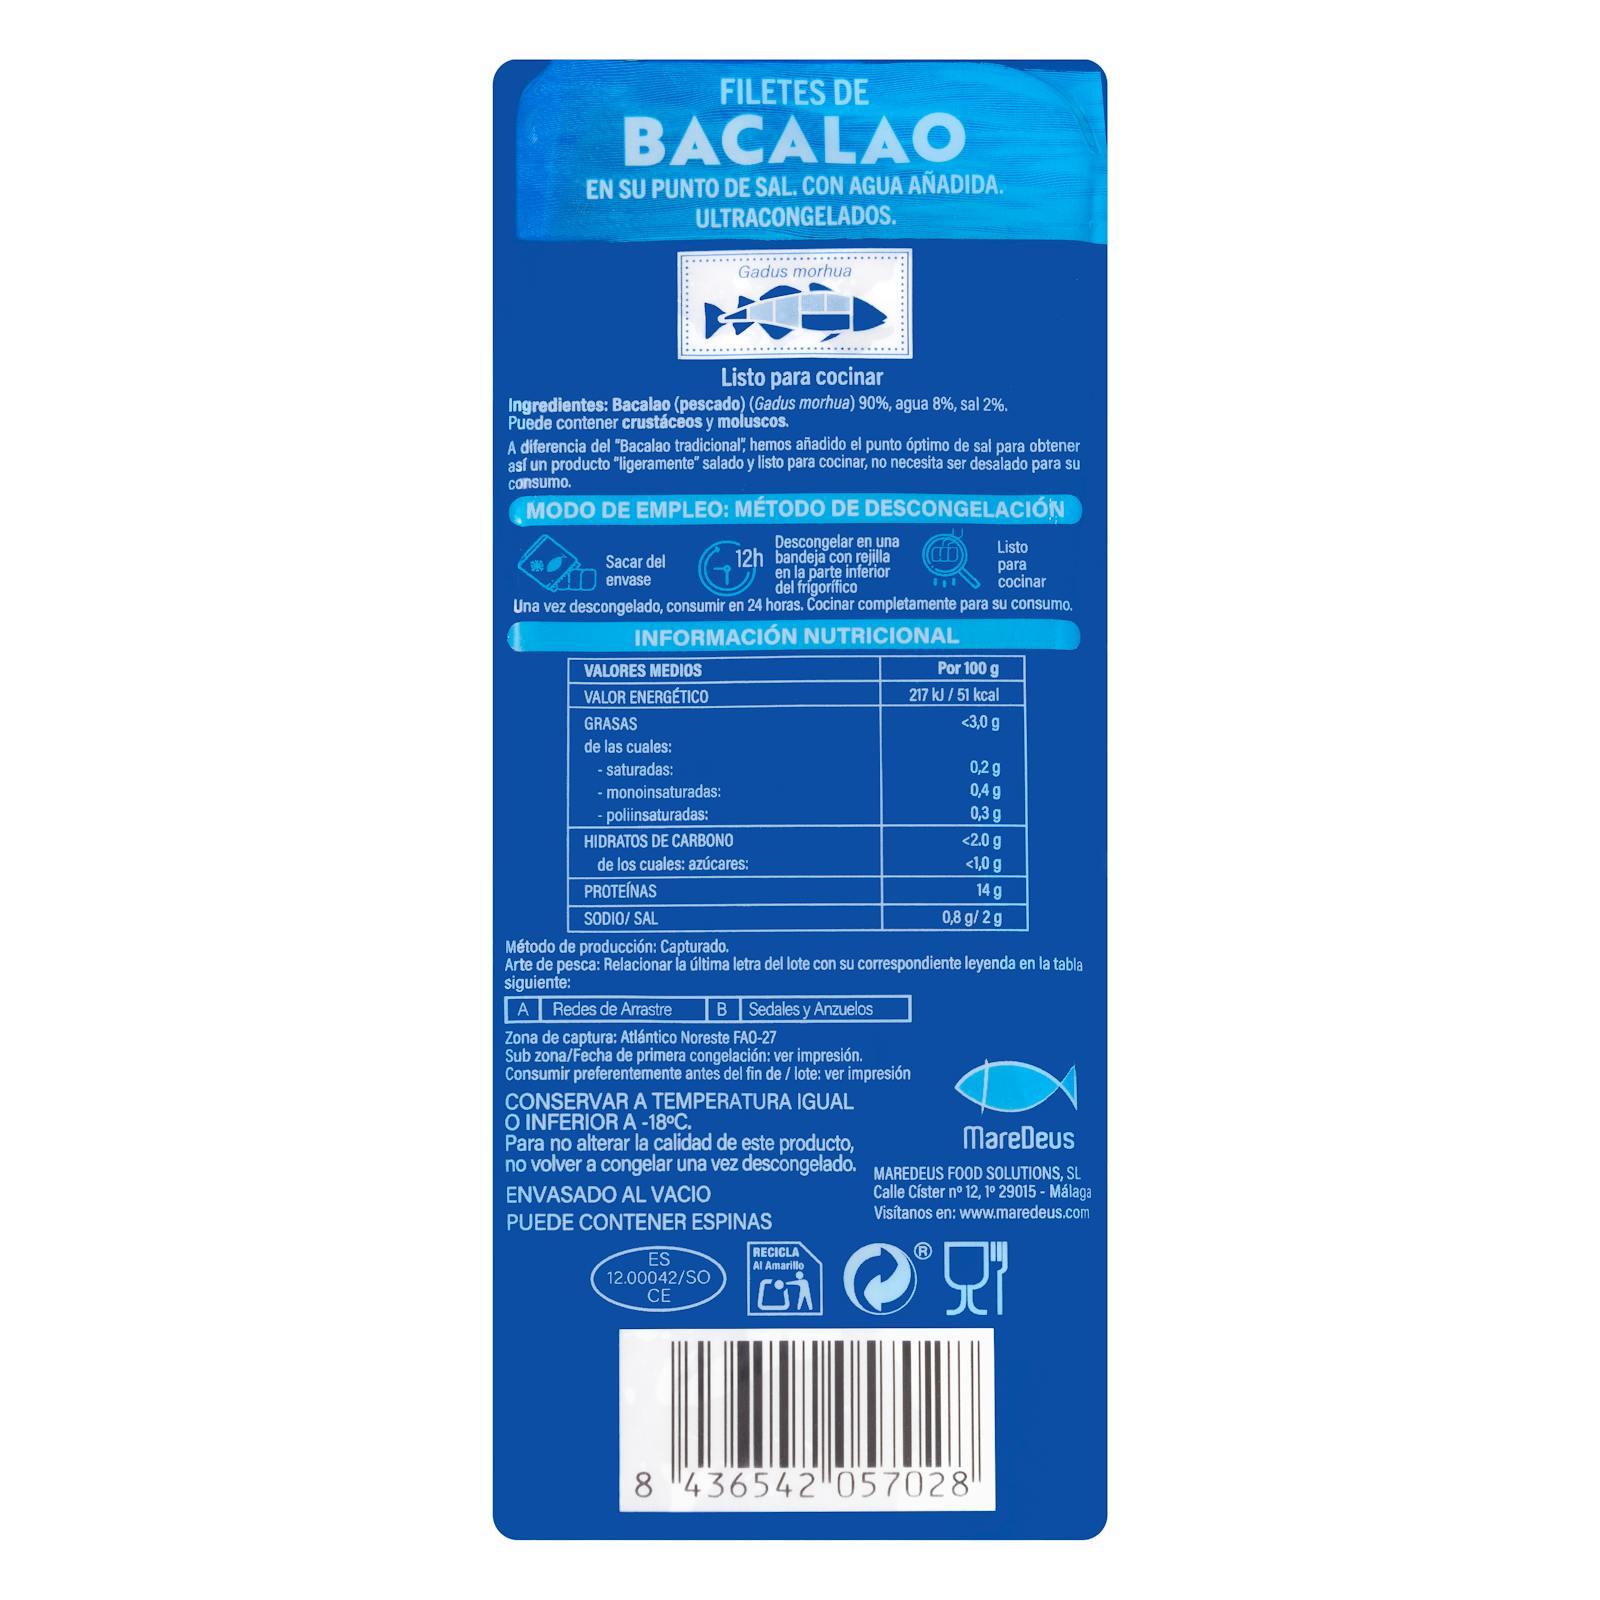 FILETES DE
BACALAO
EN SU PUNTO DE SAL. CON AGUA AÑADIDA.
ULTRACONGELADOS.
Gadus morhua
Listo para cocinar
Ingredientes: Bacalao (pescado) (Gadus morhua) 90%, agua 8%, sal 2%.
Puede contener crustáceos y moluscos.
A diferencia del "Bacalao tradicional", hemos añadido el punto óptimo de sal para obtener
así un producto "ligeramente" salado y listo para cocinar, no necesita ser desalado para su
consumo.
MODO DE EMPLEO: MÉTODO DE DESCONGELACIÓN
Sacar del
envase
12h
Descongelar en una
bandeja con rejilla
en la parte inferior
del frigorífico
Listo
para
cocinar
Una vez descongelado, consumir en 24 horas. Cocinar completamente para su consumo.
INFORMACIÓN NUTRICIONAL
VALORES MEDIOS Por 100 g
VALOR ENERGÉTICO 217 kJ / 51 kcal
GRASAS <3,0 g
de las cuales:
- saturadas: 0,2 g
- monoinsaturadas: 0,4 g
- poliinsaturadas: 0,3 g
HIDRATOS DE CARBONO <2.0 g
de los cuales: azúcares: <1,0 g
PROTEÍNAS 14 g
SODIO/ SAL 0,8 g/ 2 g
Método de producción: Capturado.
Arte de pesca: Relacionar la última letra del lote con su correspondiente leyenda en la tabla
siguiente:
A Redes de Arrastre B Sedales y Anzuelos
Zona de captura: Atlántico Noreste FAO-27
Sub zona/Fecha de primera congelación: ver impresión.
Consumir preferentemente antes del fin de / lote: ver impresión
CONSERVAR A TEMPERATURA IGUAL
O INFERIOR A -18ºC.
Para no alterar la calidad de este producto,
no volver a congelar una vez descongelado.
ENVASADO AL VACIO
PUEDE CONTENER ESPINAS
MareDeus
MAREDEUS FOOD SOLUTIONS, SL
Calle Císter nº 12, 1º 29015 - Málaga
Visítanos en: www.maredeus.com
ES
12.00042/SO
CE
RECICLA
Al Amarillo
®
8 436542 057028